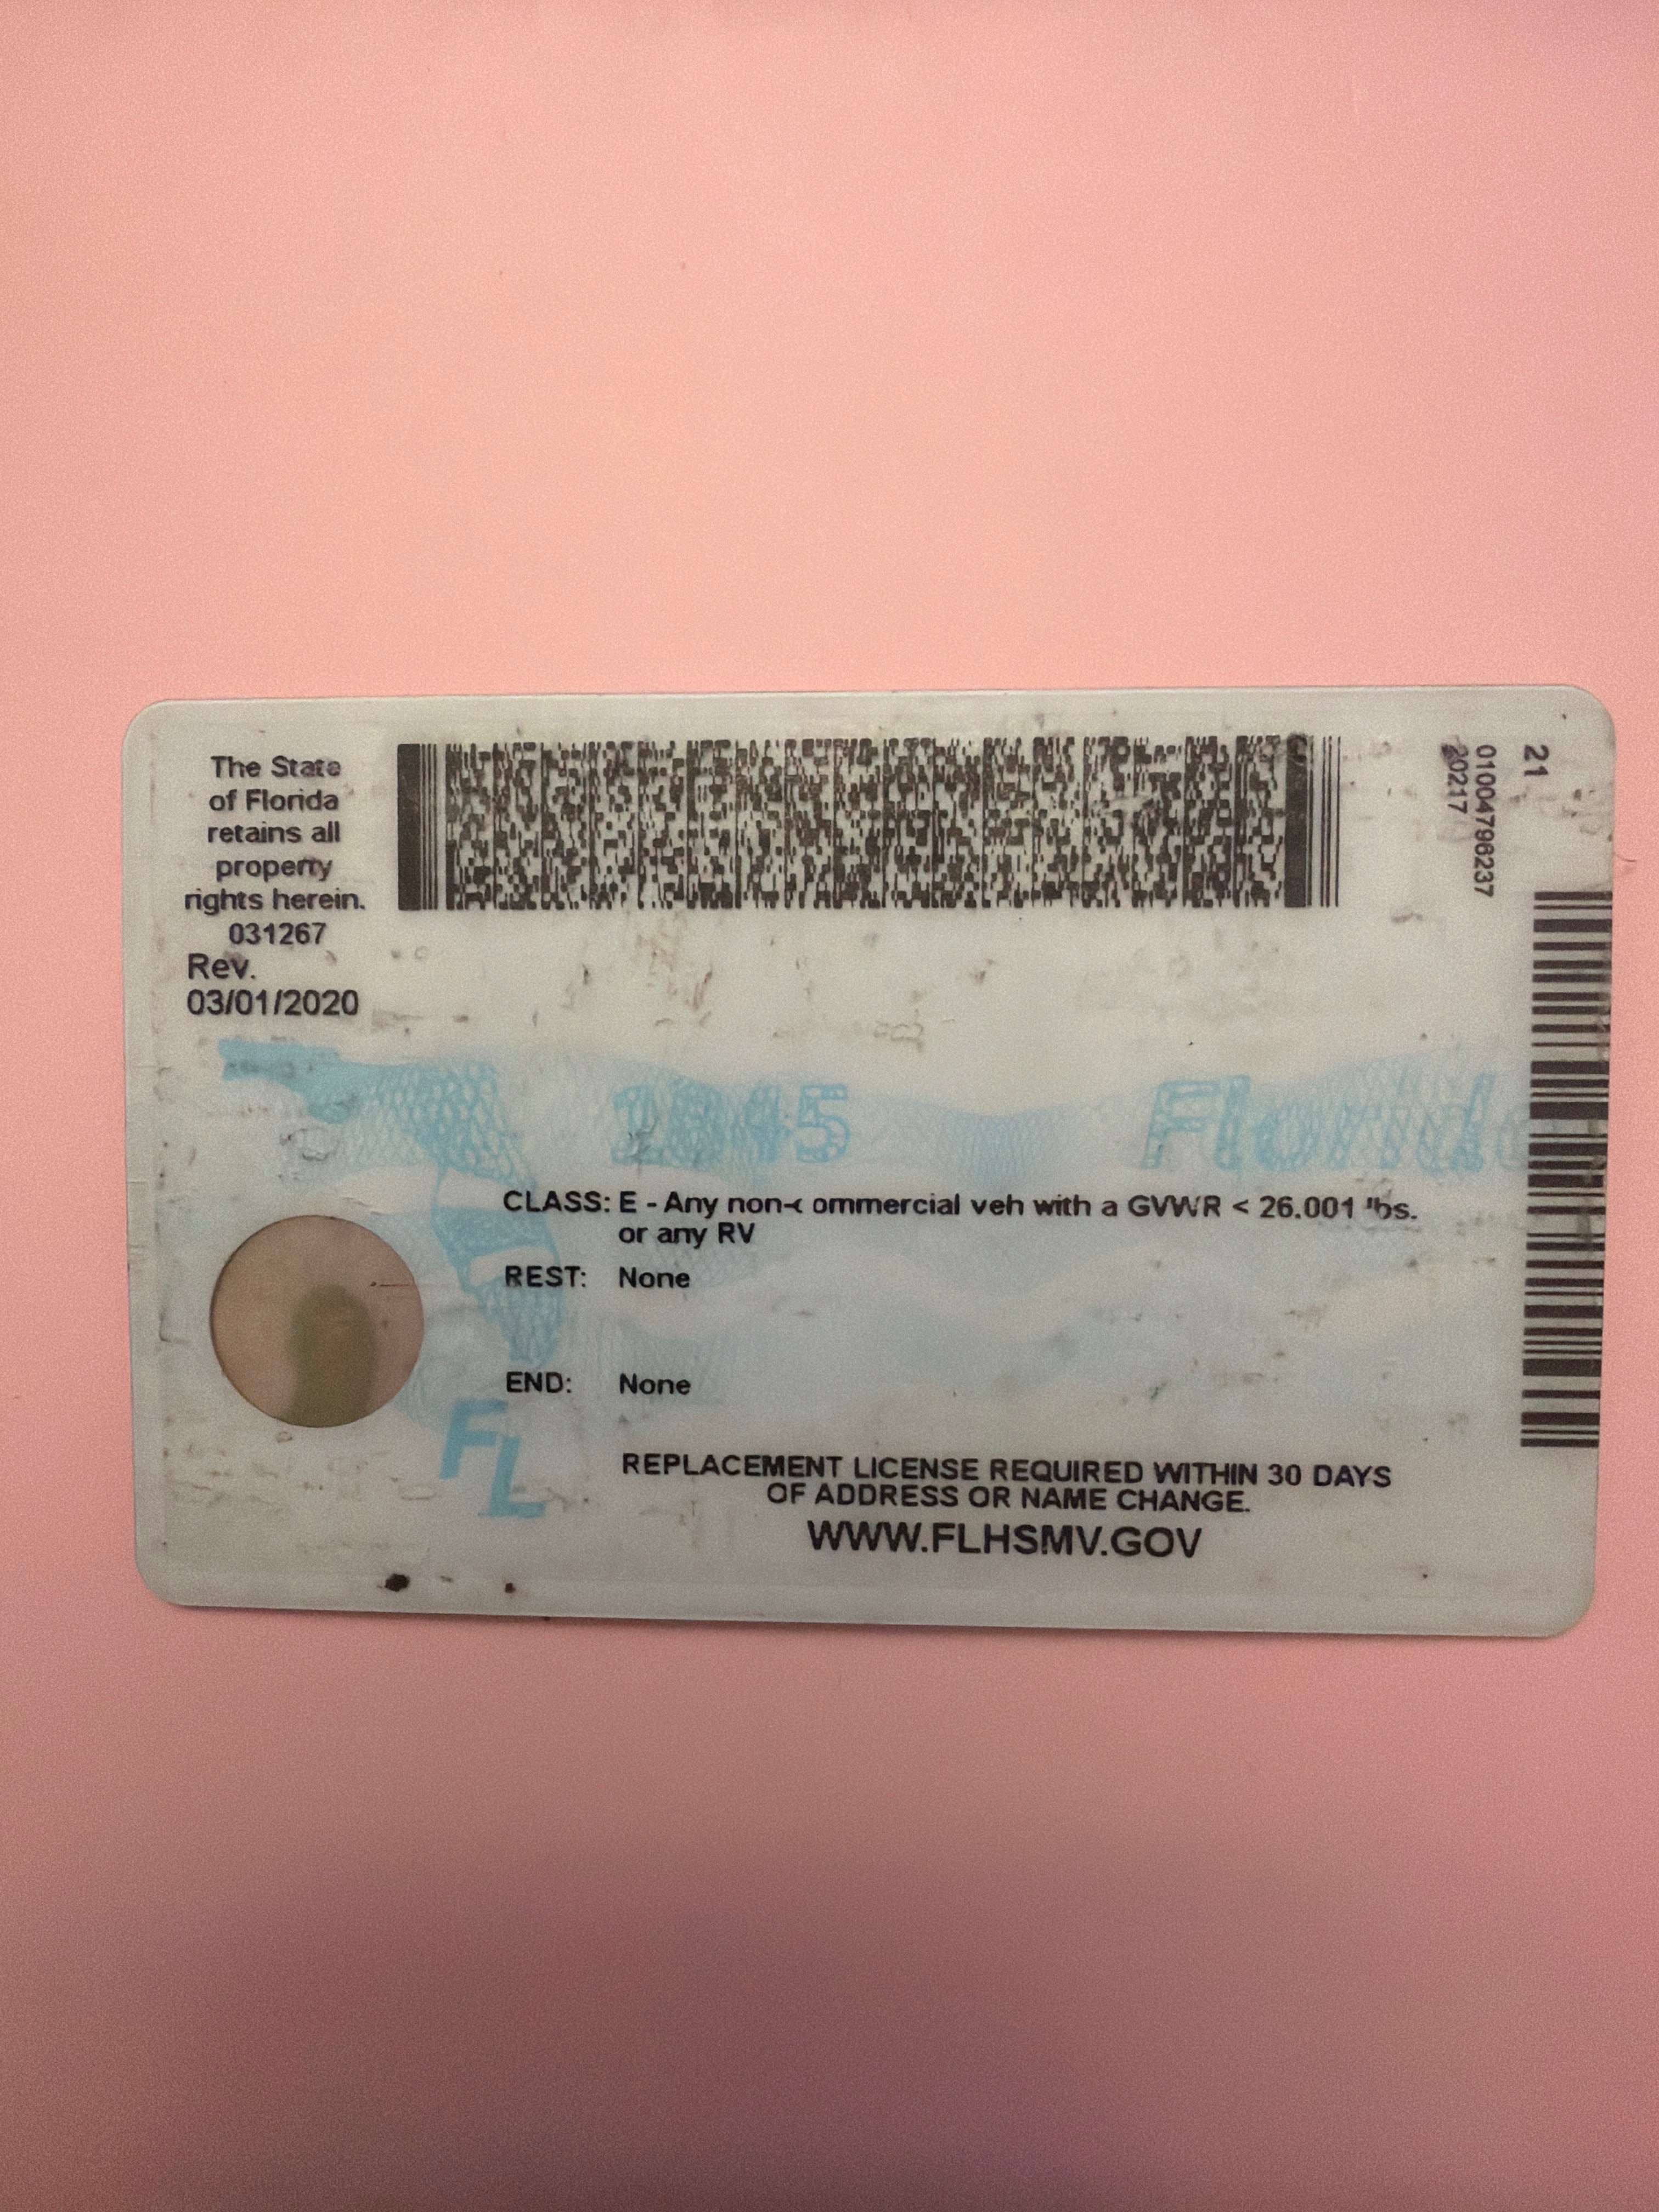 The State
of Florida
retains all
property
rights herein.
031267
Rev.
03/01/2020
21
01004796237
20217
1845
Florida
CLASS: E - Any non-commercial veh with a GVWR < 26.001 lbs.
or any RV
REST: None
END: None
FL
REPLACEMENT LICENSE REQUIRED WITHIN 30 DAYS
OF ADDRESS OR NAME CHANGE.
WWW.FLHSMV.GOV